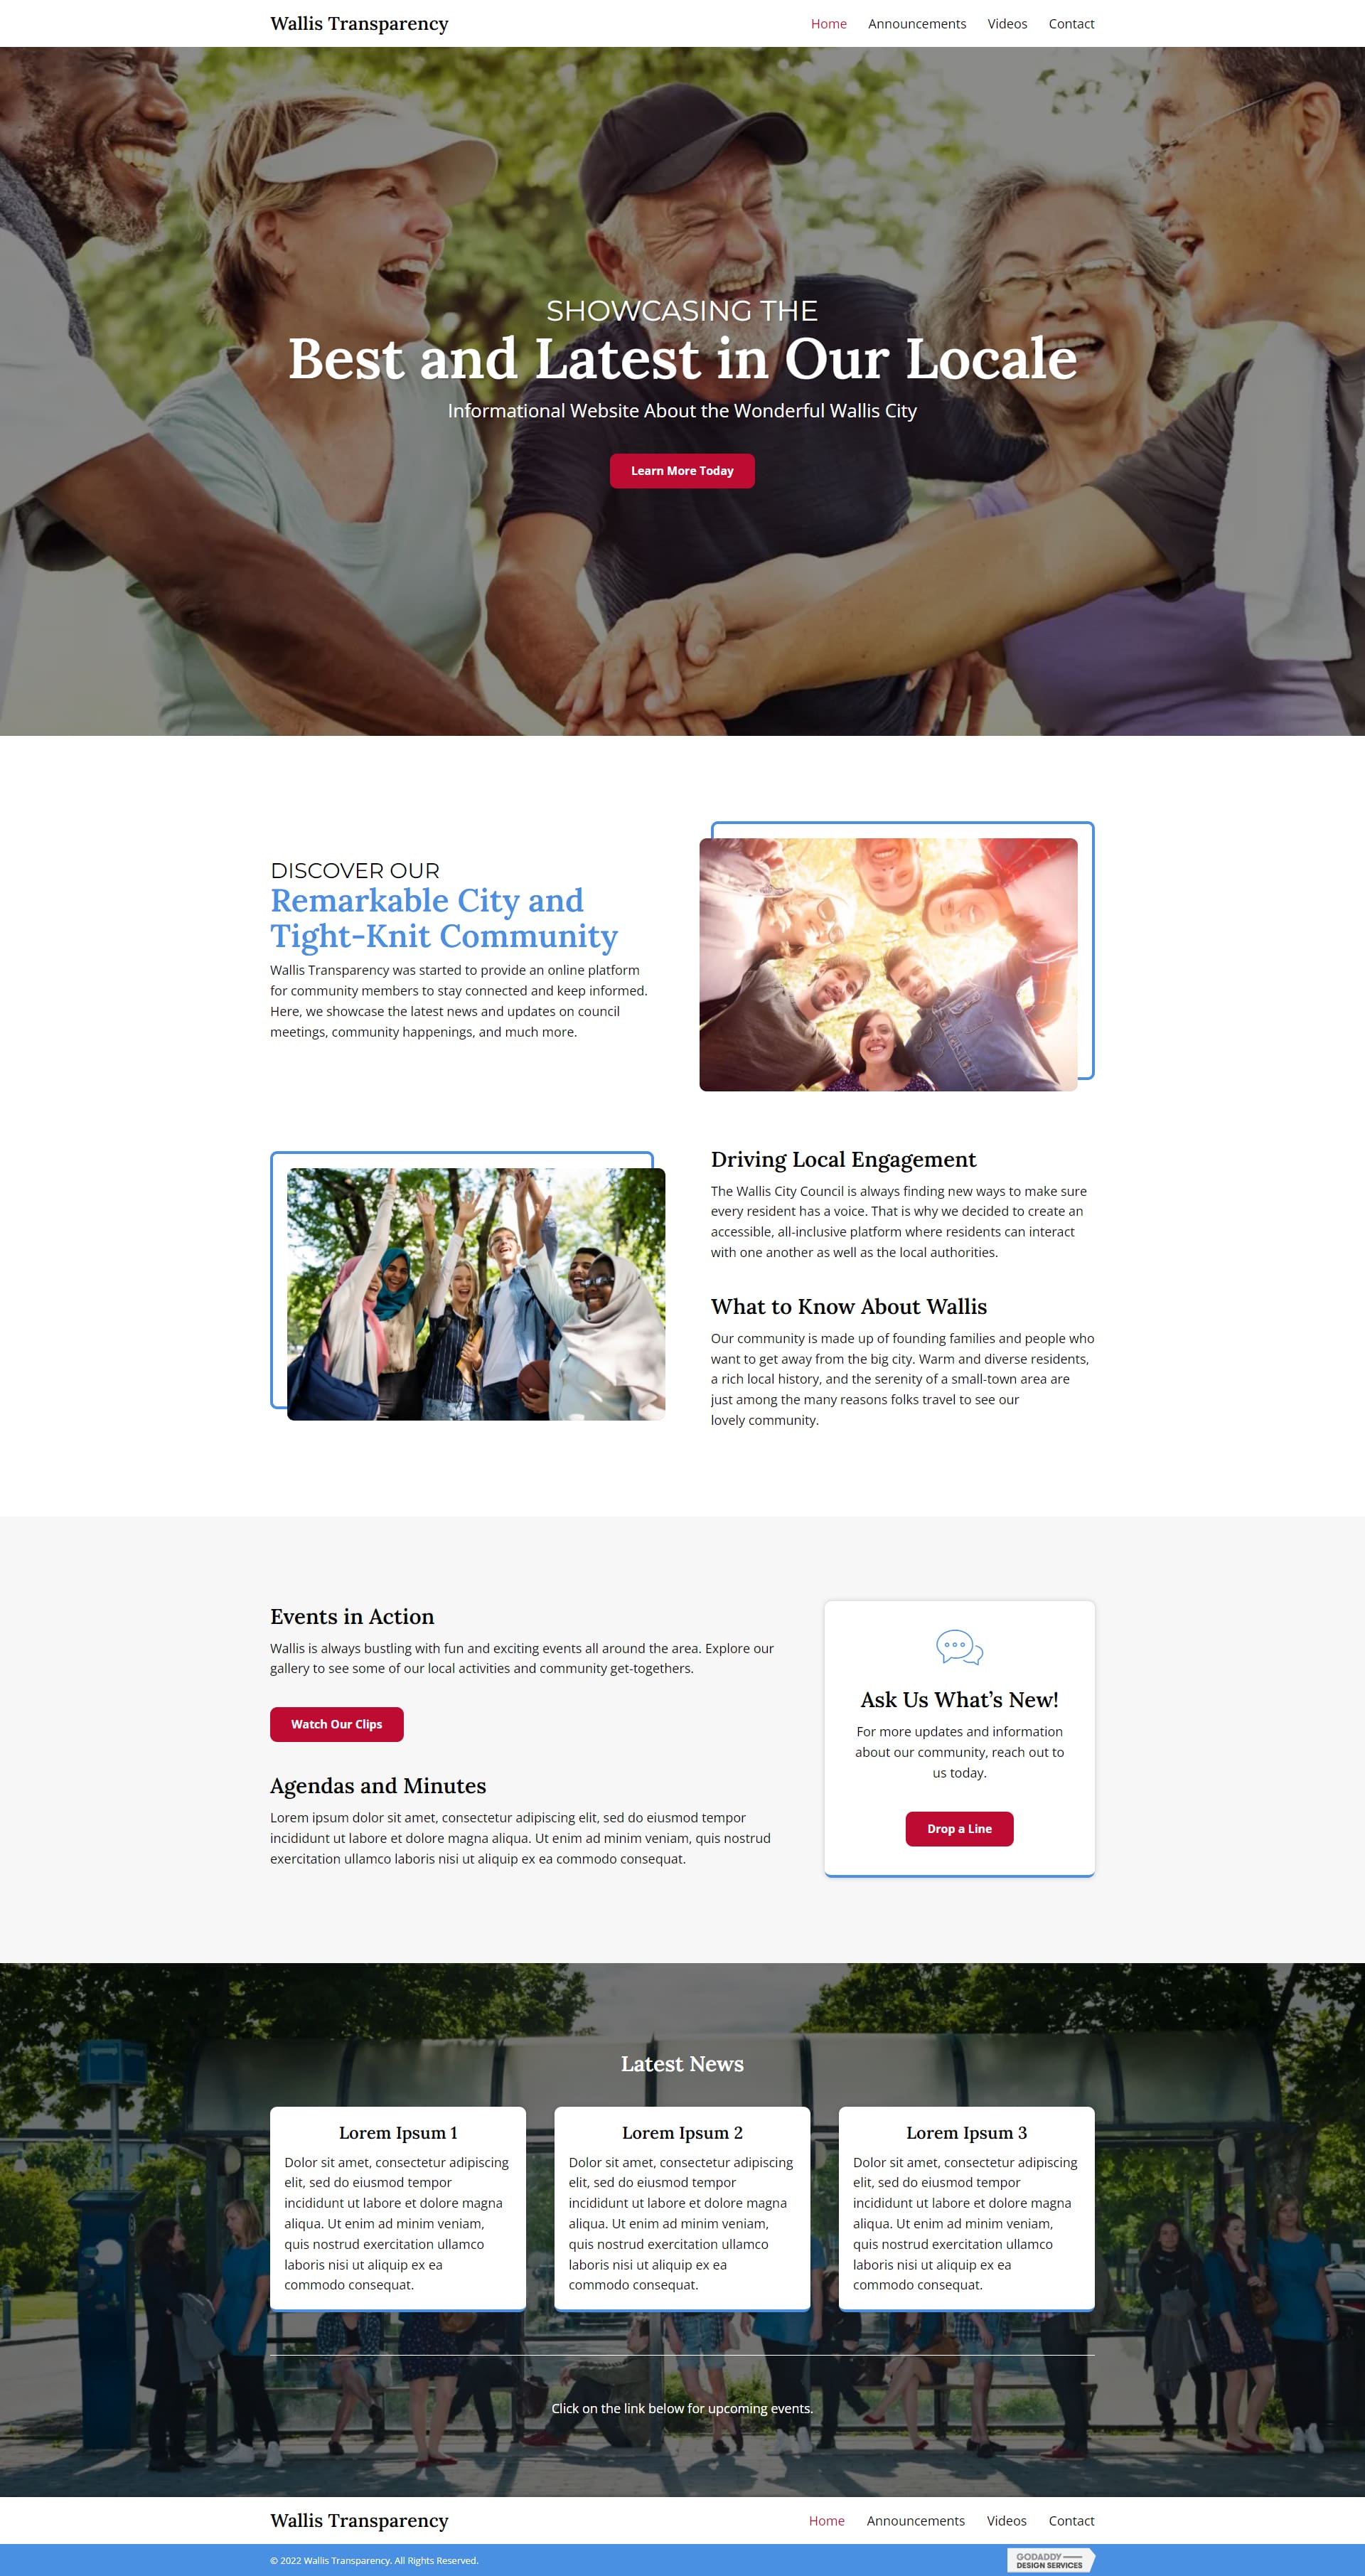 Wallis Transparency
Home Announcements Videos Contact
SHOWCASING THE
Best and Latest in Our Locale
Informational Website About the Wonderful Wallis City
Learn More Today
DISCOVER OUR
Remarkable City and
Tight-Knit Community
Wallis Transparency was started to provide an online platform
for community members to stay connected and keep informed.
Here, we showcase the latest news and updates on council
meetings, community happenings, and much more.
Driving Local Engagement
The Wallis City Council is always finding new ways to make sure
every resident has a voice. That is why we decided to create an
accessible, all-inclusive platform where residents can interact
with one another as well as the local authorities.
What to Know About Wallis
Our community is made up of founding families and people who
want to get away from the big city. Warm and diverse residents,
a rich local history, and the serenity of a small-town area are
just among the many reasons folks travel to see our
lovely community.
Events in Action
Wallis is always bustling with fun and exciting events all around the area. Explore our
gallery to see some of our local activities and community get-togethers.
Watch Our Clips
Agendas and Minutes
Lorem ipsum dolor sit amet, consectetur adipiscing elit, sed do eiusmod tempor
incididunt ut labore et dolore magna aliqua. Ut enim ad minim veniam, quis nostrud
exercitation ullamco laboris nisi ut aliquip ex ea commodo consequat.
Ask Us What’s New!
For more updates and information
about our community, reach out to
us today.
Drop a Line
Latest News
Lorem Ipsum 1
Dolor sit amet, consectetur adipiscing
elit, sed do eiusmod tempor
incididunt ut labore et dolore magna
aliqua. Ut enim ad minim veniam,
quis nostrud exercitation ullamco
laboris nisi ut aliquip ex ea
commodo consequat.
Lorem Ipsum 2
Dolor sit amet, consectetur adipiscing
elit, sed do eiusmod tempor
incididunt ut labore et dolore magna
aliqua. Ut enim ad minim veniam,
quis nostrud exercitation ullamco
laboris nisi ut aliquip ex ea
commodo consequat.
Lorem Ipsum 3
Dolor sit amet, consectetur adipiscing
elit, sed do eiusmod tempor
incididunt ut labore et dolore magna
aliqua. Ut enim ad minim veniam,
quis nostrud exercitation ullamco
laboris nisi ut aliquip ex ea
commodo consequat.
Click on the link below for upcoming events.
Wallis Transparency
Home Announcements Videos Contact
© 2022 Wallis Transparency. All Rights Reserved.
GODADDY
DESIGN SERVICES